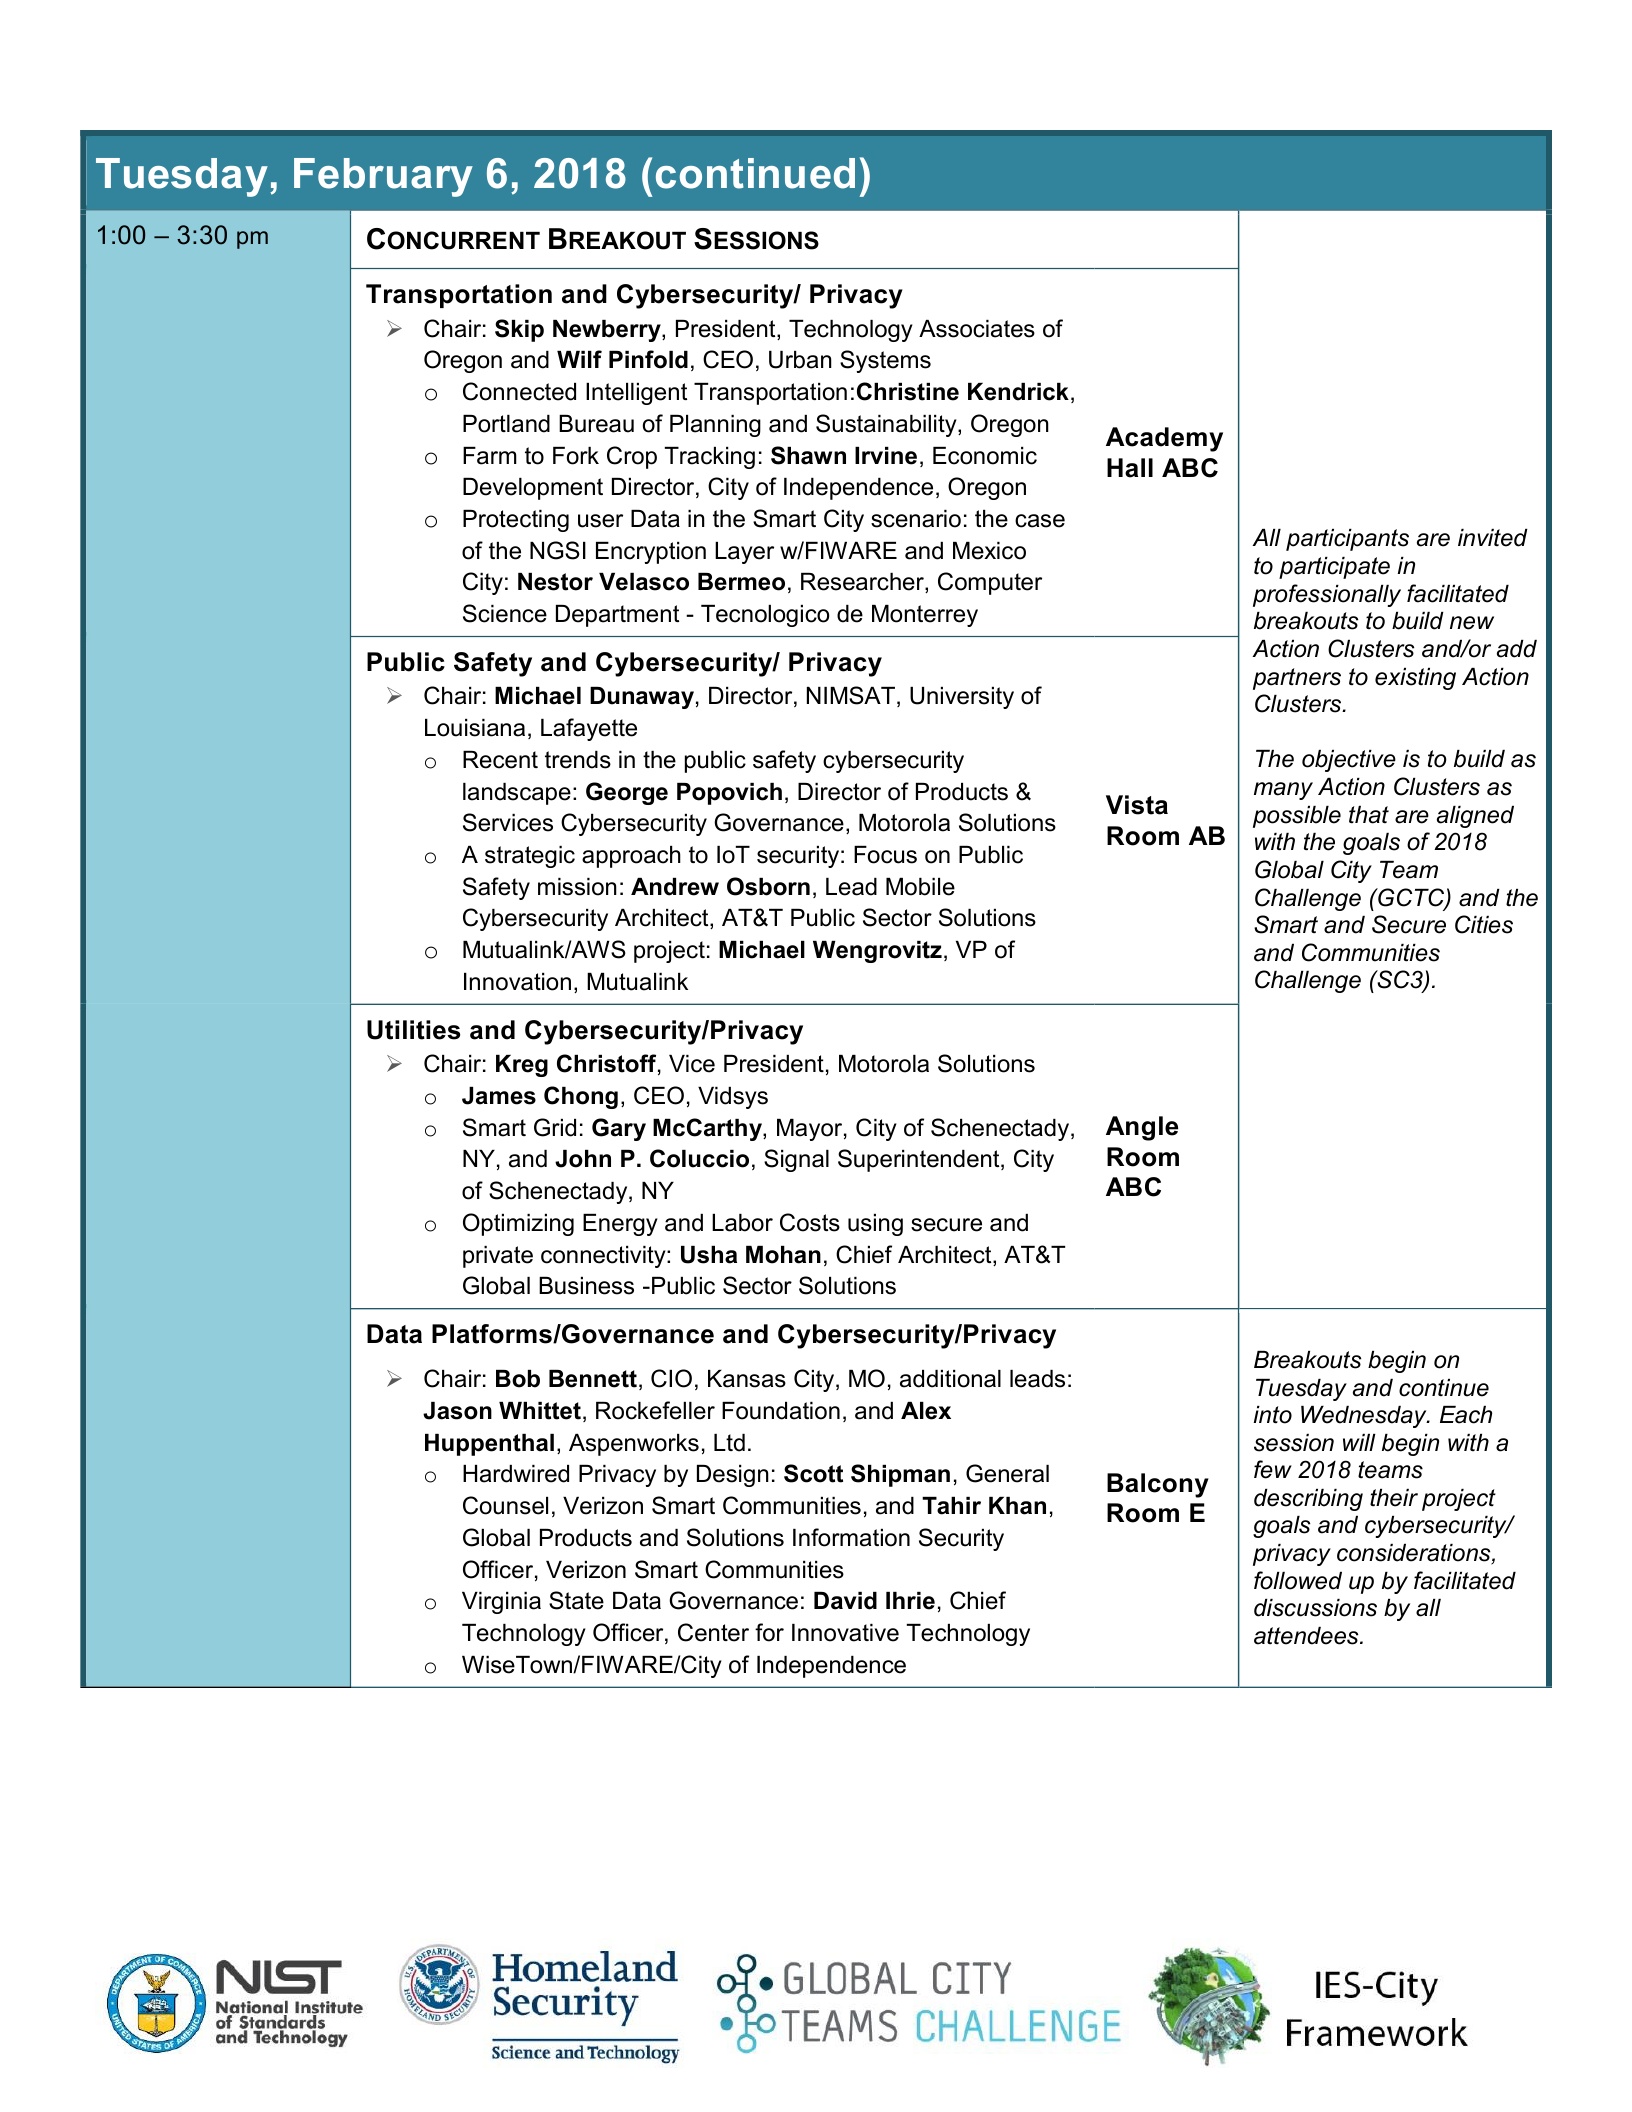 Tuesday, February 6, 2018 (continued)
1:00 – 3:30 pm
CONCURRENT BREAKOUT SESSIONS
Transportation and Cybersecurity/ Privacy
➢ Chair: Skip Newberry, President, Technology Associates of
Oregon and Wilf Pinfold, CEO, Urban Systems
o Connected Intelligent Transportation:Christine Kendrick,
Portland Bureau of Planning and Sustainability, Oregon
o Farm to Fork Crop Tracking: Shawn Irvine, Economic
Development Director, City of Independence, Oregon
o Protecting user Data in the Smart City scenario: the case
of the NGSI Encryption Layer w/FIWARE and Mexico
City: Nestor Velasco Bermeo, Researcher, Computer
Science Department - Tecnologico de Monterrey
Academy
Hall ABC
Public Safety and Cybersecurity/ Privacy
➢ Chair: Michael Dunaway, Director, NIMSAT, University of
Louisiana, Lafayette
o Recent trends in the public safety cybersecurity
landscape: George Popovich, Director of Products &
Services Cybersecurity Governance, Motorola Solutions
o A strategic approach to IoT security: Focus on Public
Safety mission: Andrew Osborn, Lead Mobile
Cybersecurity Architect, AT&T Public Sector Solutions
o Mutualink/AWS project: Michael Wengrovitz, VP of
Innovation, Mutualink
Vista
Room AB
Utilities and Cybersecurity/Privacy
➢ Chair: Kreg Christoff, Vice President, Motorola Solutions
o James Chong, CEO, Vidsys
o Smart Grid: Gary McCarthy, Mayor, City of Schenectady,
NY, and John P. Coluccio, Signal Superintendent, City
of Schenectady, NY
o Optimizing Energy and Labor Costs using secure and
private connectivity: Usha Mohan, Chief Architect, AT&T
Global Business -Public Sector Solutions
Angle
Room
ABC
All participants are invited
to participate in
professionally facilitated
breakouts to build new
Action Clusters and/or add
partners to existing Action
Clusters.
The objective is to build as
many Action Clusters as
possible that are aligned
with the goals of 2018
Global City Team
Challenge (GCTC) and the
Smart and Secure Cities
and Communities
Challenge (SC3).
Data Platforms/Governance and Cybersecurity/Privacy
➢ Chair: Bob Bennett, CIO, Kansas City, MO, additional leads:
Jason Whittet, Rockefeller Foundation, and Alex
Huppenthal, Aspenworks, Ltd.
o Hardwired Privacy by Design: Scott Shipman, General
Counsel, Verizon Smart Communities, and Tahir Khan,
Global Products and Solutions Information Security
Officer, Verizon Smart Communities
o Virginia State Data Governance: David Ihrie, Chief
Technology Officer, Center for Innovative Technology
o WiseTown/FIWARE/City of Independence
Balcony
Room E
Breakouts begin on
Tuesday and continue
into Wednesday. Each
session will begin with a
few 2018 teams
describing their project
goals and cybersecurity/
privacy considerations,
followed up by facilitated
discussions by all
attendees.
DEPARTMENT OF COMMERCE
UNITED STATES OF AMERICA
NIST
National Institute
of Standards
and Technology
U.S. DEPARTMENT OF
HOMELAND SECURITY
Homeland
Security
Science and Technology
GLOBAL CITY
TEAMS CHALLENGE
IES-City
Framework